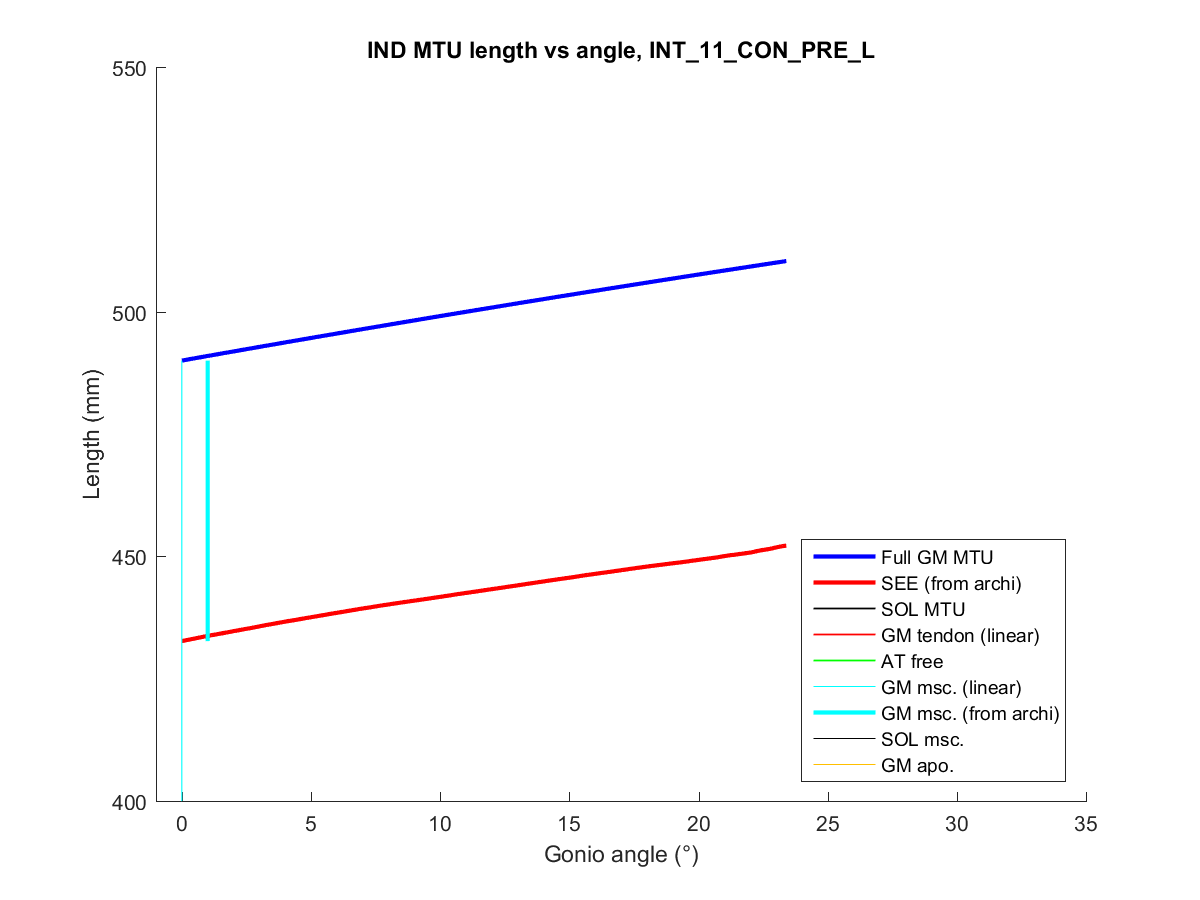 IND MTU length vs angle, INT_11_CON_PRE_L
550
500
450
400
Length (mm)
0 5 10 15 20 25 30 35
Gonio angle (°)
Full GM MTU
SEE (from archi)
SOL MTU
GM tendon (linear)
AT free
GM msc. (linear)
GM msc. (from archi)
SOL msc.
GM apo.